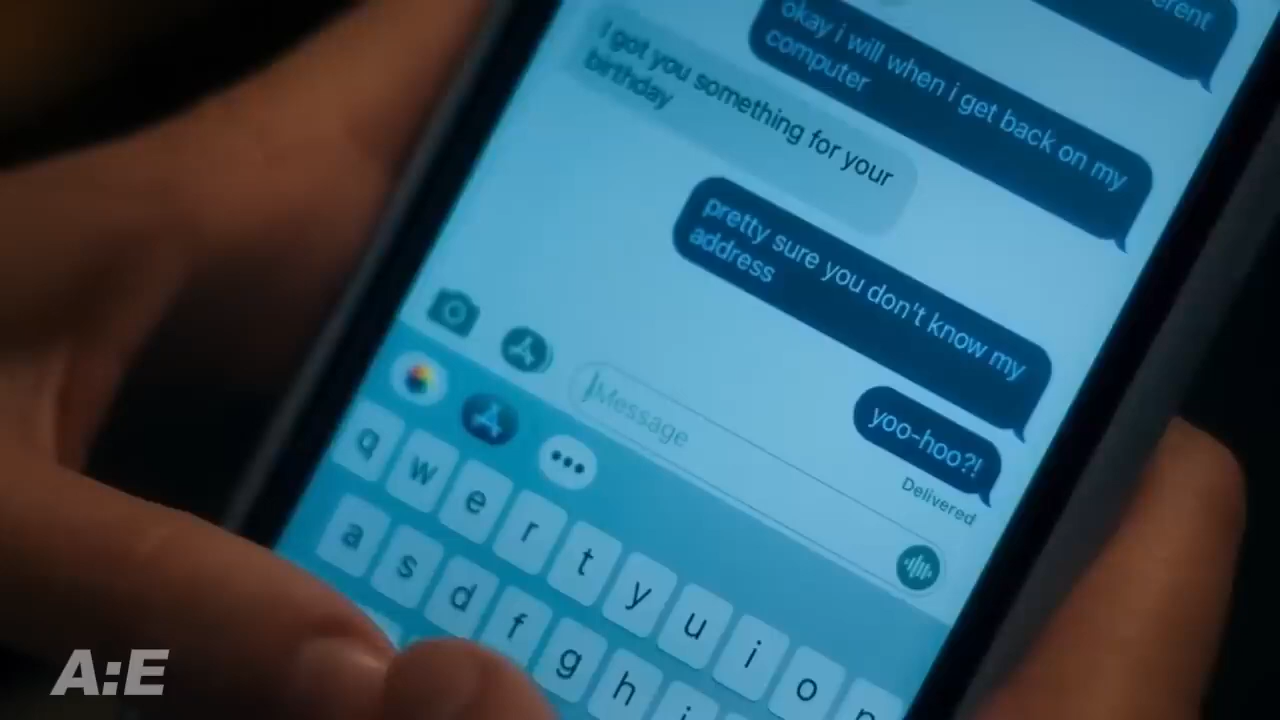 erent
okay i will when i get back on my
computer
I got you something for your
birthday
pretty sure you don't know my
address
yoo-hoo?!
Delivered
Message
q w e r t y u i o p
a s d f g h j
A:E